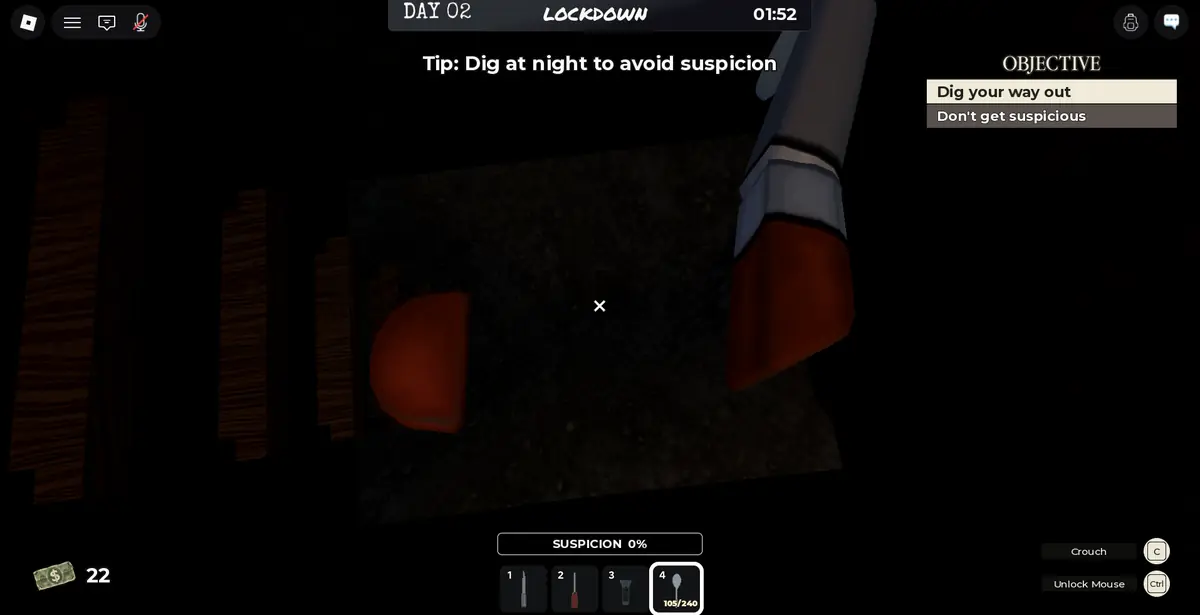 DAY 02
LOCKDOWN
01:52
Tip: Dig at night to avoid suspicion
OBJECTIVE
Dig your way out
Don't get suspicious
SUSPICION 0%
22
1
2
3
4
105/240
Crouch
C
Unlock Mouse
Ctrl